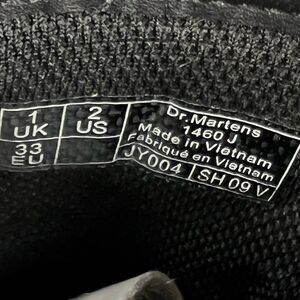 1 UK
33 EU
2 US
Dr.Martens
1460 J
Made in Vietnam
Fabriqué en Vietnam
JY004
SH 09 V